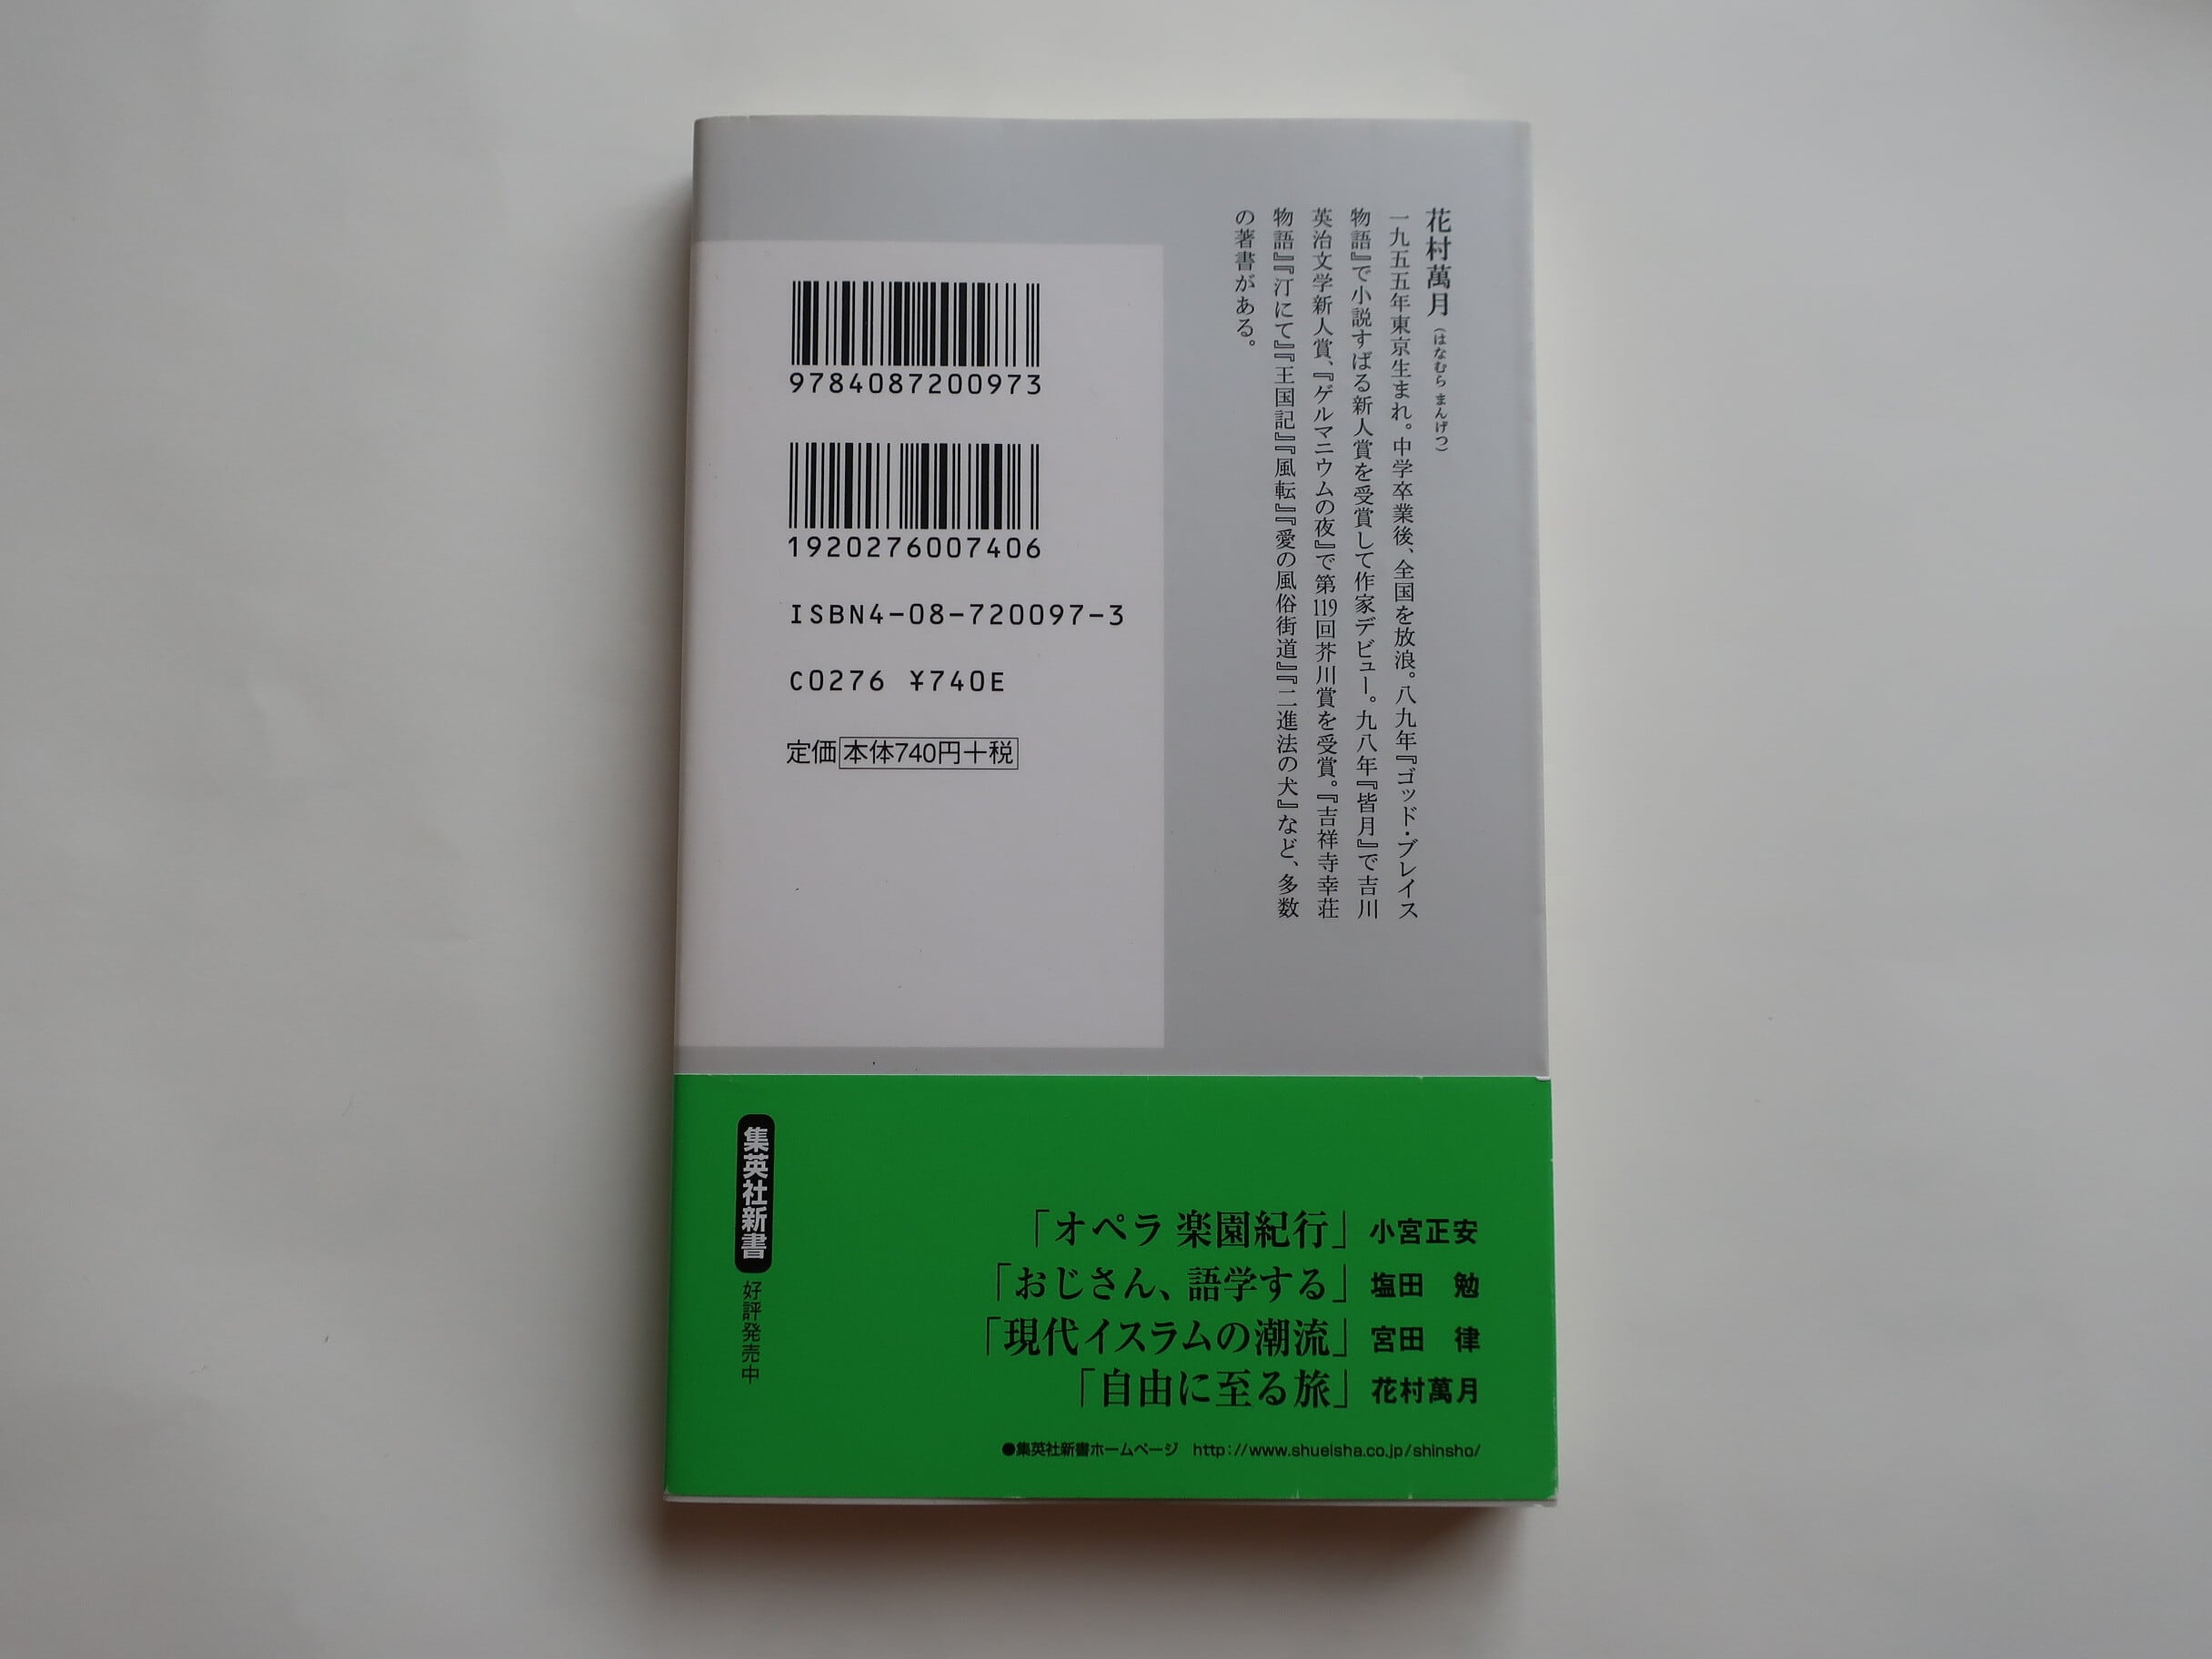 花村萬月（はなむら まんげつ）
一九五五年東京生まれ。中学卒業後、全国を放浪。八九年『ゴッド・ブレイス
物語』で小説すばる新人賞を受賞して作家デビュー。九八年『皆月』で吉川
英治文学新人賞、『ゲルマニウムの夜』で第119回芥川賞を受賞。『吉祥寺幸荘
物語』『汀にて』『王国記』『風転』『愛の風俗街道』『二進法の犬』など、多数
の著書がある。
9784087200973
1920276007406
ISBN4-08-720097-3
C0276 ¥740E
定価 本体740円+税
集英社新書 好評発売中
「オペラ 楽園紀行」 小宮正安
「おじさん、語学する」 塩田 勉
「現代イスラムの潮流」 宮田 律
「自由に至る旅」 花村萬月
●集英社新書ホームページ http://www.shueisha.co.jp/shinsho/